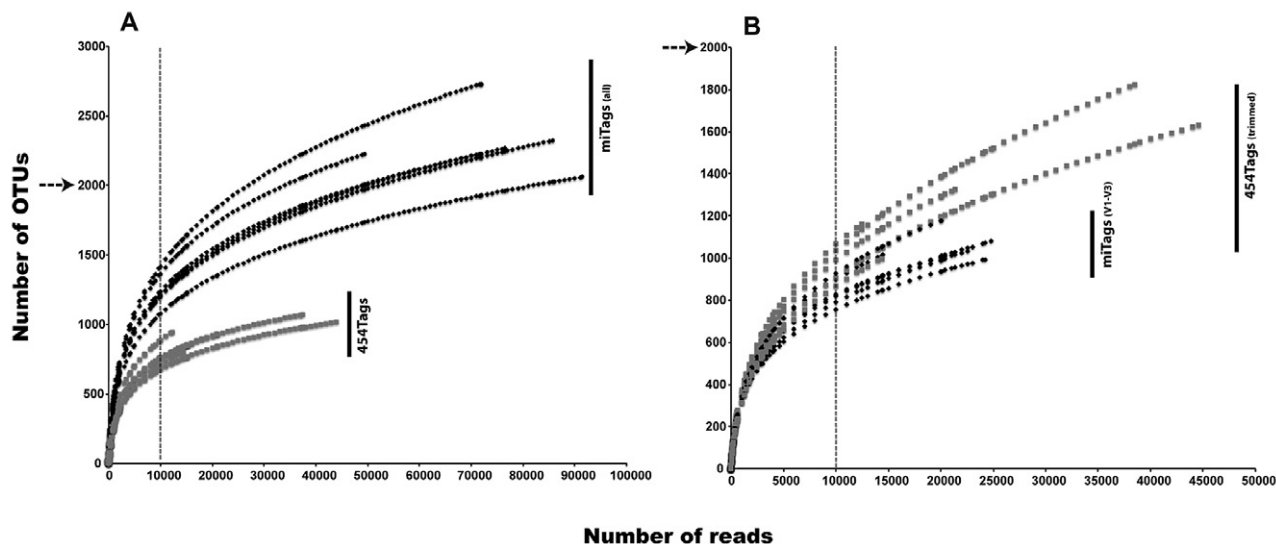 A
3000
2500
2000
1500
1000
500
0
0 10000 20000 30000 40000 50000 60000 70000 80000 90000 100000
miTags (all)
454Tags
Number of OTUs
B
2000
1800
1600
1400
1200
1000
800
600
400
200
0
0 5000 10000 15000 20000 25000 30000 35000 40000 45000 50000
miTags (V1-V3)
454Tags (trimmed)
Number of reads